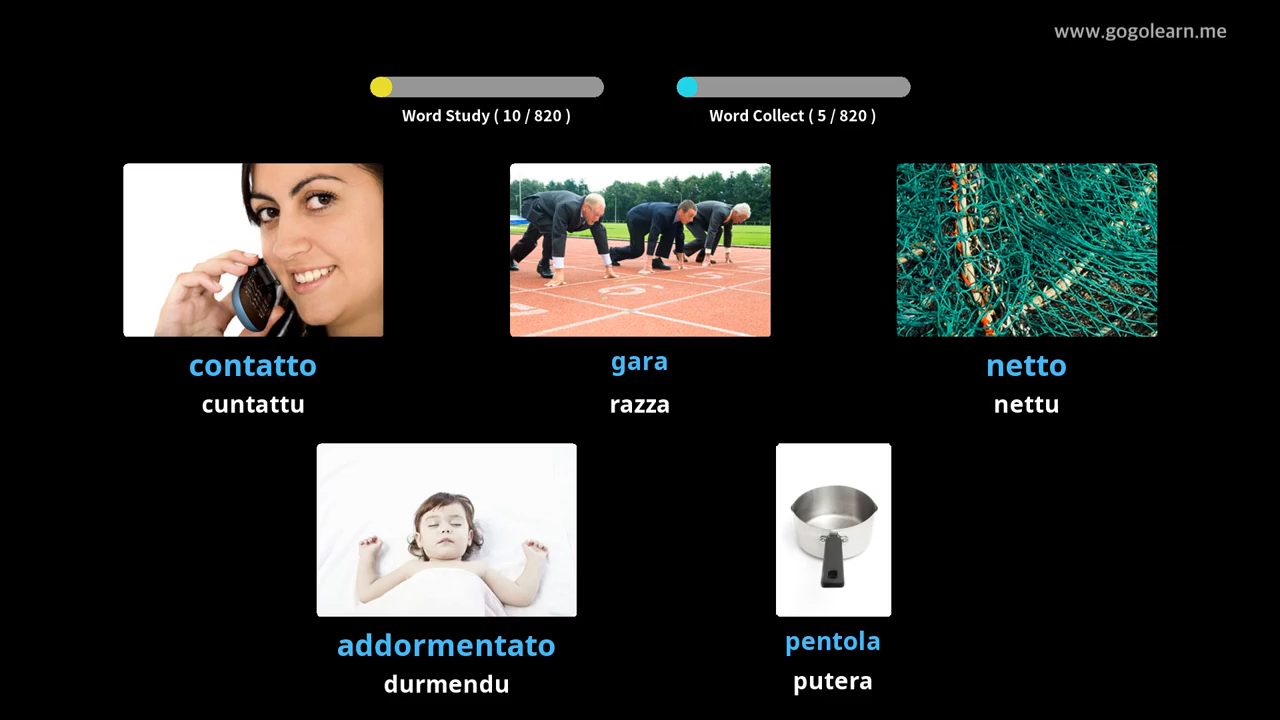 www.gogolearn.me
Word Study ( 10 / 820 )
Word Collect ( 5 / 820 )
contatto
cuntattu
gara
razza
netto
nettu
addormentato
durmendu
pentola
putera